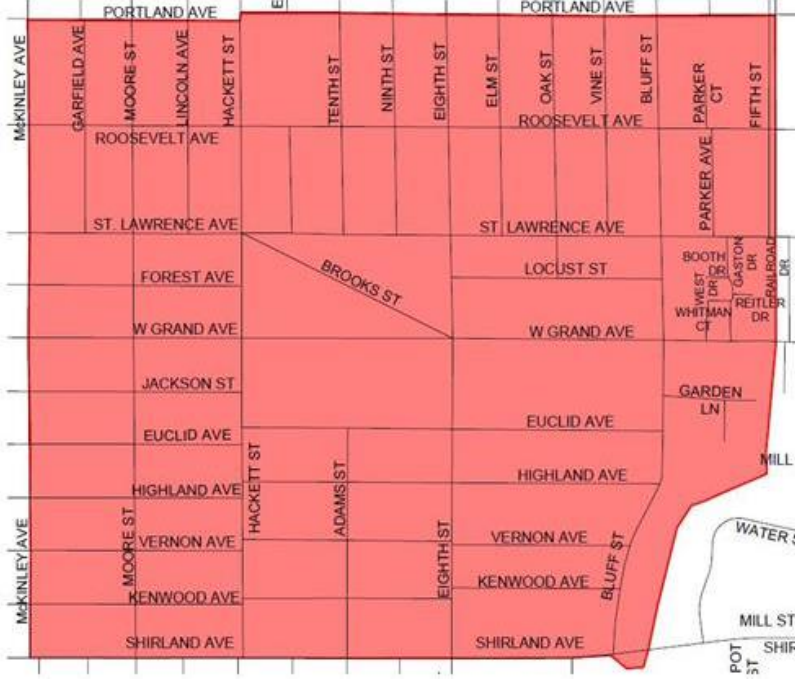 PORTLAND AVE
PORTLAND AVE
McKINLEY AVE
GARFIELD AVE
MOORE ST
LINCOLN AVE
HACKETT ST
TENTH ST
NINTH ST
EIGHTH ST
ELM ST
OAK ST
VINE ST
BLUFF ST
PARKER
CT
FIFTH ST
ROOSEVELT AVE
ROOSEVELT AVE
PARKER AVE
ST. LAWRENCE AVE
ST. LAWRENCE AVE
BROOKS ST
FOREST AVE
LOCUST ST
BOOTH
DR
GASTON
DR
RAILROAD
DR
WEST
DR
REITLER
DR
WHITMAN
CT
W GRAND AVE
W GRAND AVE
JACKSON ST
GARDEN
LN
EUCLID AVE
EUCLID AVE
HACKETT ST
ADAMS ST
EIGHTH ST
HIGHLAND AVE
HIGHLAND AVE
MILL
McKINLEY AVE
MOORE ST
VERNON AVE
VERNON AVE
BLUFF ST
WATER S
KENWOOD AVE
KENWOOD AVE
SHIRLAND AVE
SHIRLAND AVE
MILL ST
SHIR
POT
ST